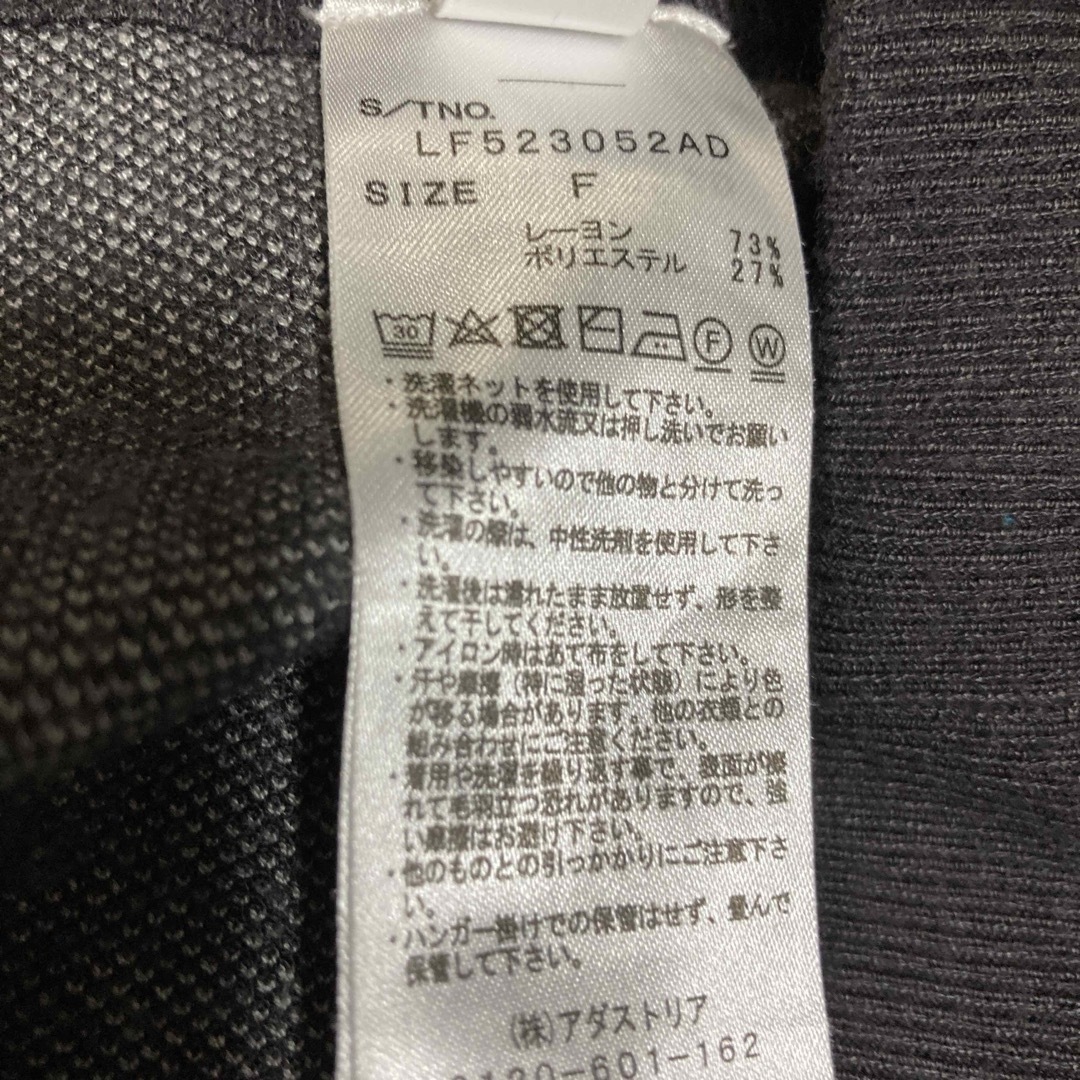 S/TNO.
LF523052AD
SIZE F
レーヨン 73%
ポリエステル 27%
30 F W
・洗濯ネットを使用して下さい。
・洗濯機の弱水流又は押し洗いでお願い
します。
・移染しやすいので他の物と分けて洗っ
て下さい。
・洗濯の際は、中性洗剤を使用して下さ
い。
・洗濯後は濡れたまま放置せず、形を整
えて干してください。
・アイロン時はあて布をして下さい。
・汗や摩擦(特に湿った状態)により色
が移る場合があります。他の衣類との
組み合わせにご注意ください。
・着用や洗濯を繰り返す事で、表面が擦
れて毛羽立つ恐れがありますので、強
い摩擦はお避け下さい。
・他のものとの引っかかりにご注意下さ
い。
・ハンガー掛けでの保管はせず、畳んで
保管して下さい。
(株)アダストリア
0120-601-162